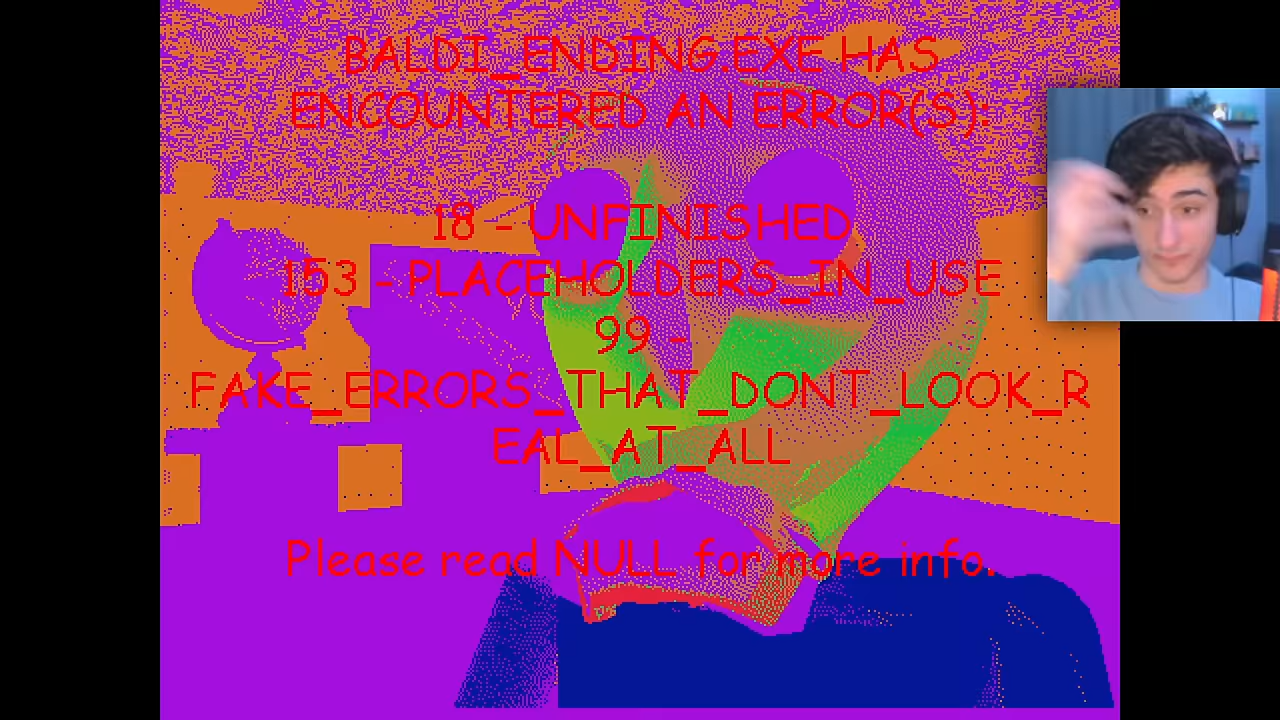 BALDI_ENDING.EXE HAS
ENCOUNTERED AN ERROR(S):
18 - UNFINISHED
153 - PLACEHOLDERS_IN_USE
99 -
FAKE_ERRORS_THAT_DONT_LOOK_R
EAL_AT_ALL
Please read NULL for more info.